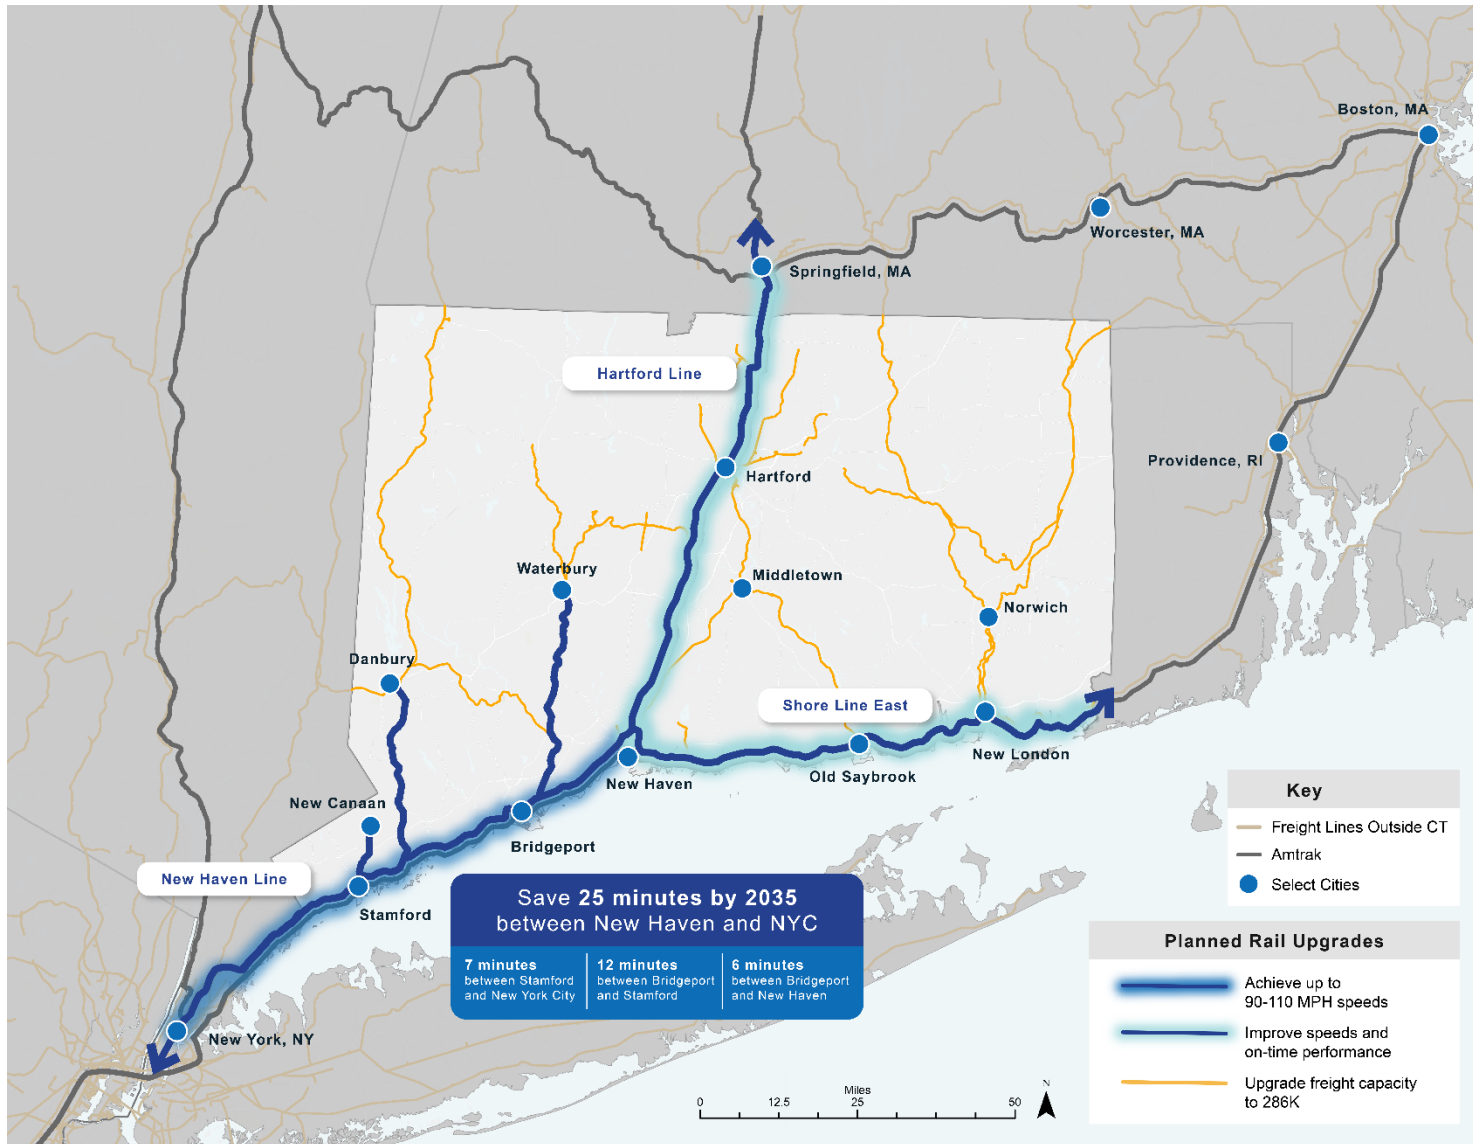 Boston, MA
Worcester, MA
Springfield, MA
Hartford Line
Providence, RI
Hartford
Waterbury
Middletown
Norwich
Danbury
Shore Line East
New London
Old Saybrook
New Haven
New Canaan
Bridgeport
New Haven Line
Stamford
Save 25 minutes by 2035
between New Haven and NYC
7 minutes
between Stamford
and New York City
12 minutes
between Bridgeport
and Stamford
6 minutes
between Bridgeport
and New Haven
New York, NY
Key
Freight Lines Outside CT
Amtrak
Select Cities
Planned Rail Upgrades
Achieve up to
90-110 MPH speeds
Improve speeds and
on-time performance
Upgrade freight capacity
to 286K
Miles
0 12.5 25 50
N